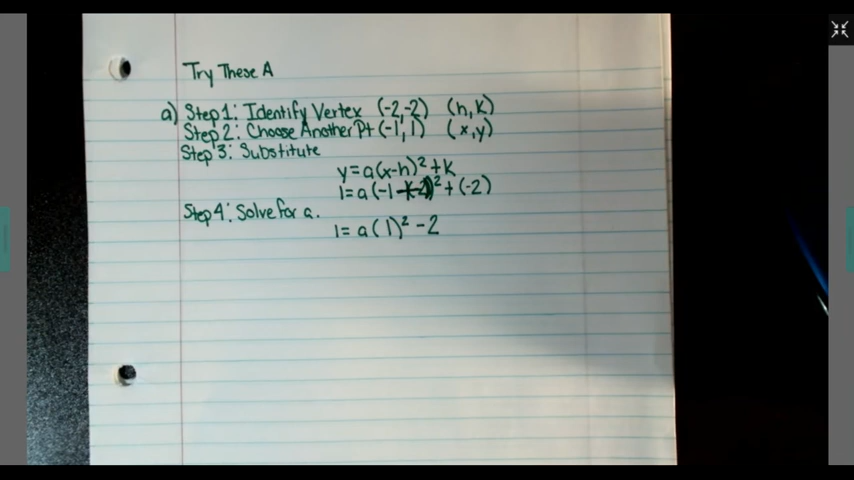 Try These A
a) Step 1: Identify Vertex (-2,-2) (h,k)
Step 2: Choose Another Pt (-1, 1) (x,y)
Step 3: Substitute
y=a(x-h)²+k
1=a(-1-(-2))²+(-2)
Step 4: Solve for a.
1= a(1)² -2